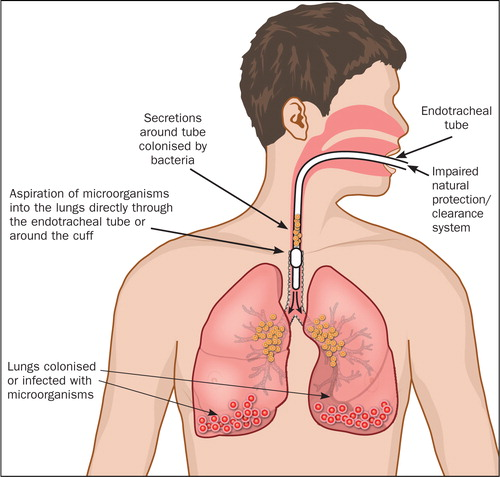 Secretions
around tube
colonised by
bacteria
Endotracheal
tube
Impaired
natural
protection/
clearance
system
Aspiration of microorganisms
into the lungs directly through
the endotracheal tube or
around the cuff
Lungs colonised
or infected with
microorganisms